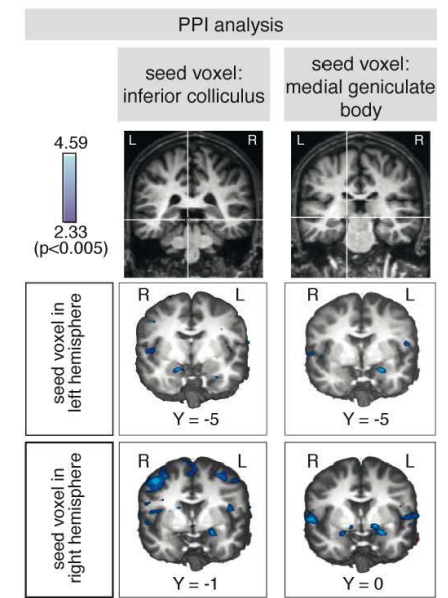 PPI analysis
seed voxel:
inferior colliculus
seed voxel:
medial geniculate
body
4.59
2.33
(p<0.005)
L R
L R
seed voxel in
left hemisphere
R L
Y = -5
R L
Y = -5
seed voxel in
right hemisphere
R L
Y = -1
R L
Y = 0